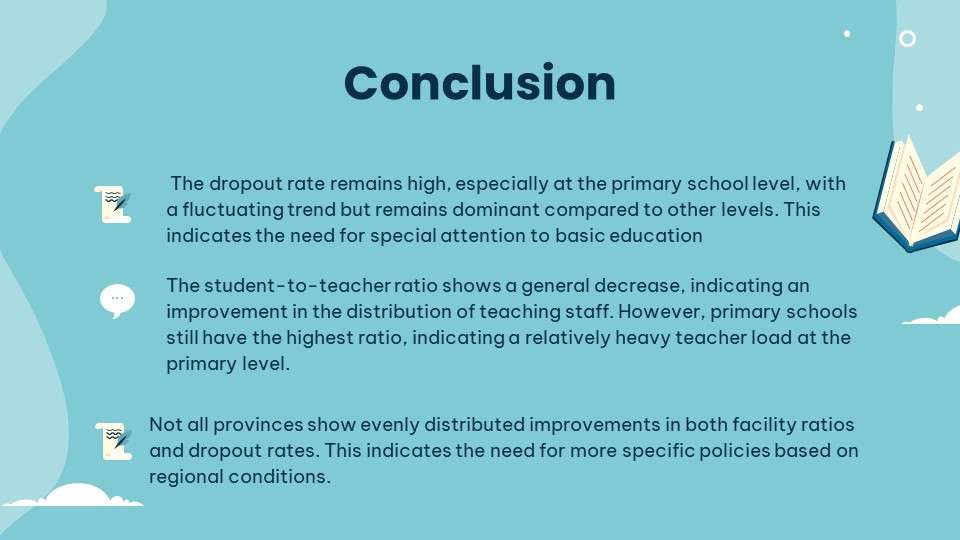 Conclusion
The dropout rate remains high, especially at the primary school level, with
a fluctuating trend but remains dominant compared to other levels. This
indicates the need for special attention to basic education
The student-to-teacher ratio shows a general decrease, indicating an
improvement in the distribution of teaching staff. However, primary schools
still have the highest ratio, indicating a relatively heavy teacher load at the
primary level.
Not all provinces show evenly distributed improvements in both facility ratios
and dropout rates. This indicates the need for more specific policies based on
regional conditions.